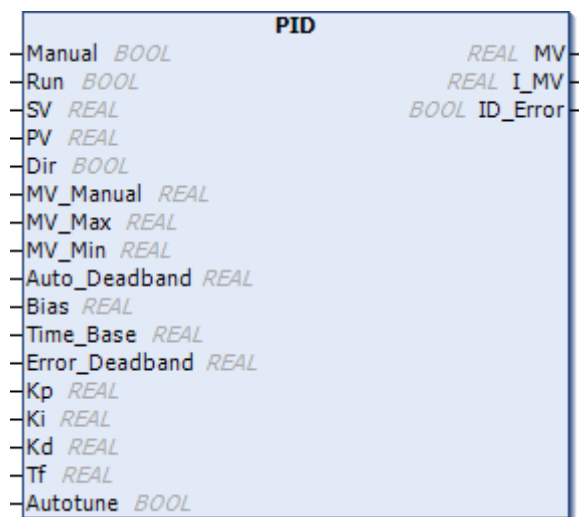 PID
Manual BOOL REAL MV
Run BOOL REAL I_MV
SV REAL BOOL ID_Error
PV REAL
Dir BOOL
MV_Manual REAL
MV_Max REAL
MV_Min REAL
Auto_Deadband REAL
Bias REAL
Time_Base REAL
Error_Deadband REAL
Kp REAL
Ki REAL
Kd REAL
Tf REAL
Autotune BOOL